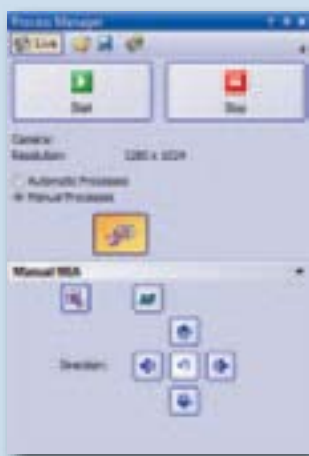 Process Manager
Live
Start Stop
Camera:
Resolution: 1280 x 1024
Automatic Processes
Manual Processes
Manual MIA
AF
Direction: